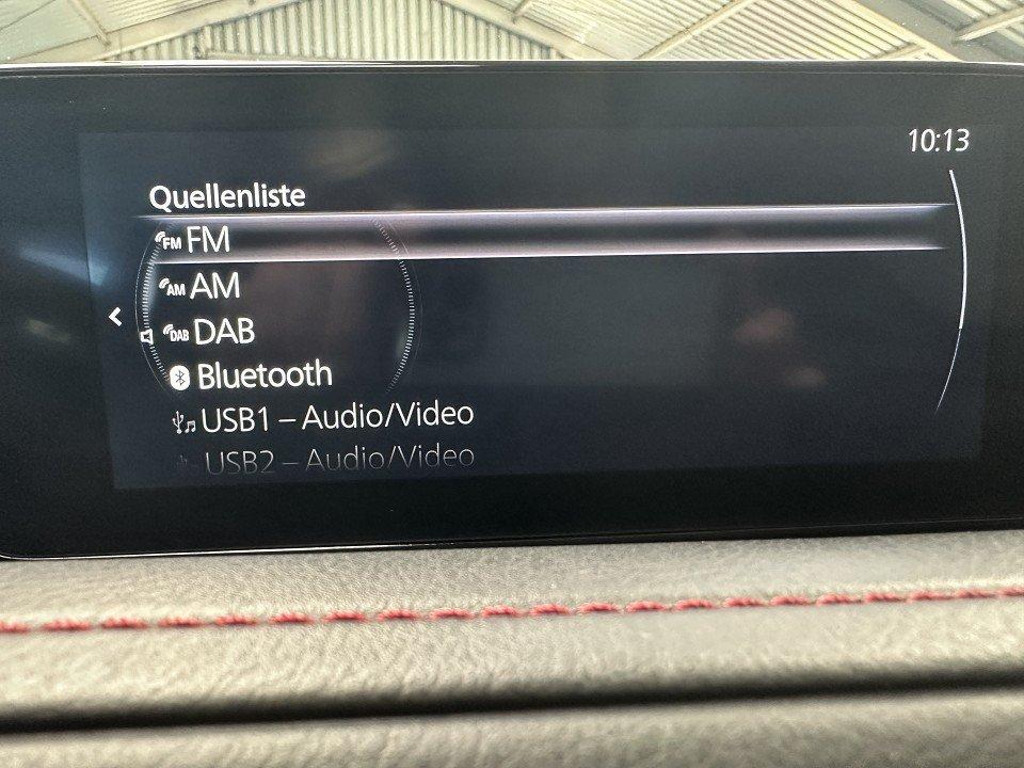 10:13
Quellenliste
FM FM
AM AM
DAB DAB
Bluetooth
USB1 – Audio/Video
USB2 – Audio/Video